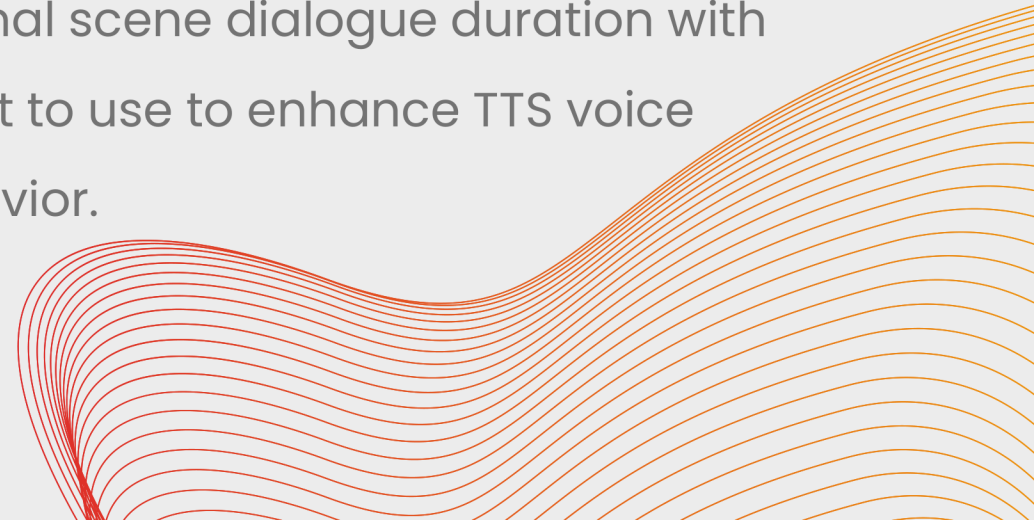 nal scene dialogue duration with
t to use to enhance TTS voice
vior.